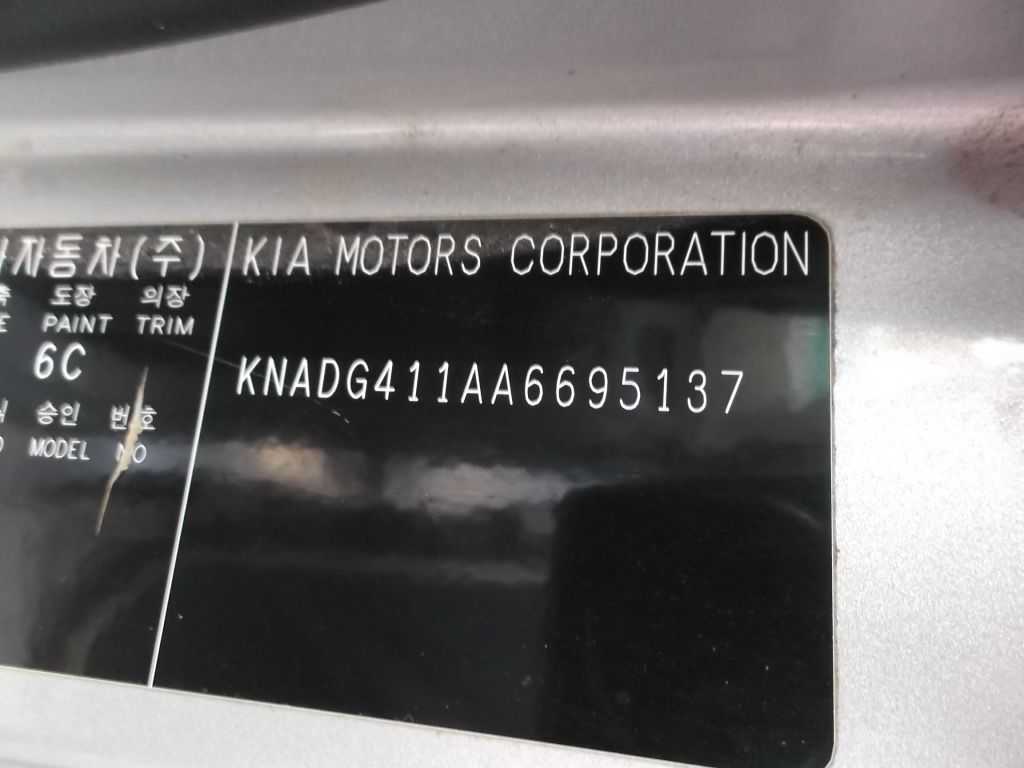 자동차(주)
KIA MOTORS CORPORATION
도장 의장
PAINT TRIM
6C
KNADG411AA6695137
승인 번호
MODEL NO